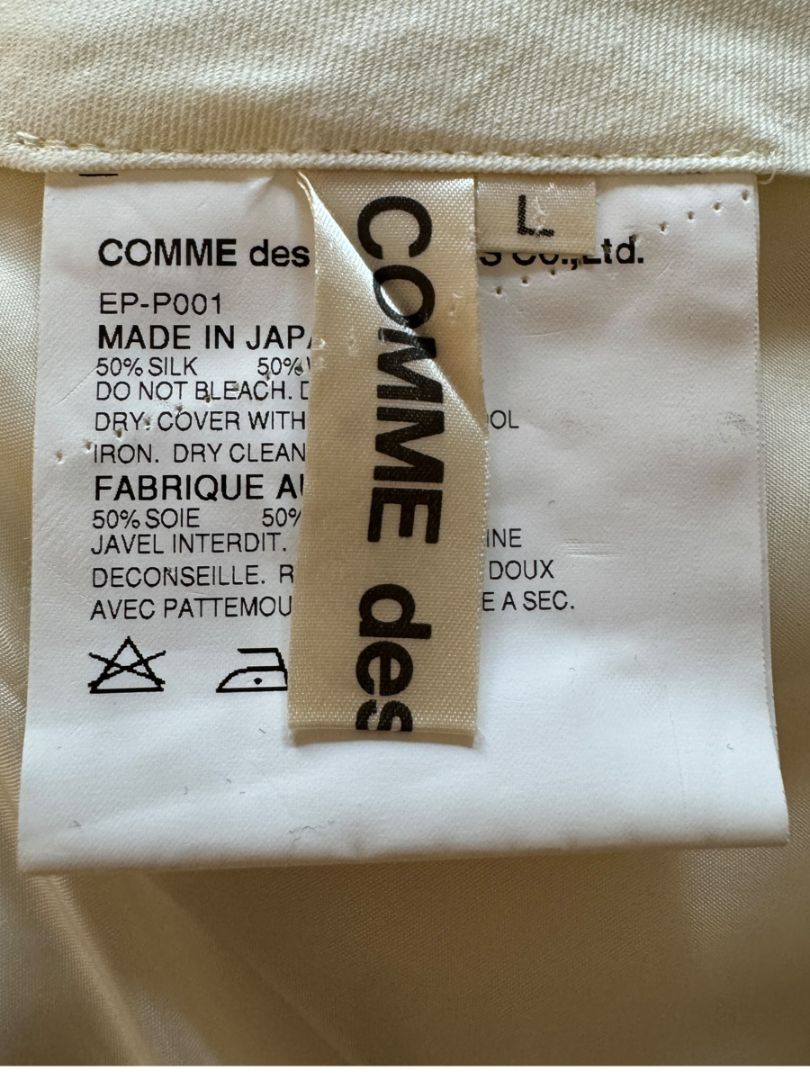 COMME des
L
COMME des S CO.,Ltd.
EP-P001
MADE IN JAPA
50% SILK 50%
DO NOT BLEACH. D
DRY. COVER WITH OOL
IRON. DRY CLEAN
FABRIQUE AU
50% SOIE 50%
JAVEL INTERDIT. INE
DECONSEILLE. R DOUX
AVEC PATTEMOU E A SEC.